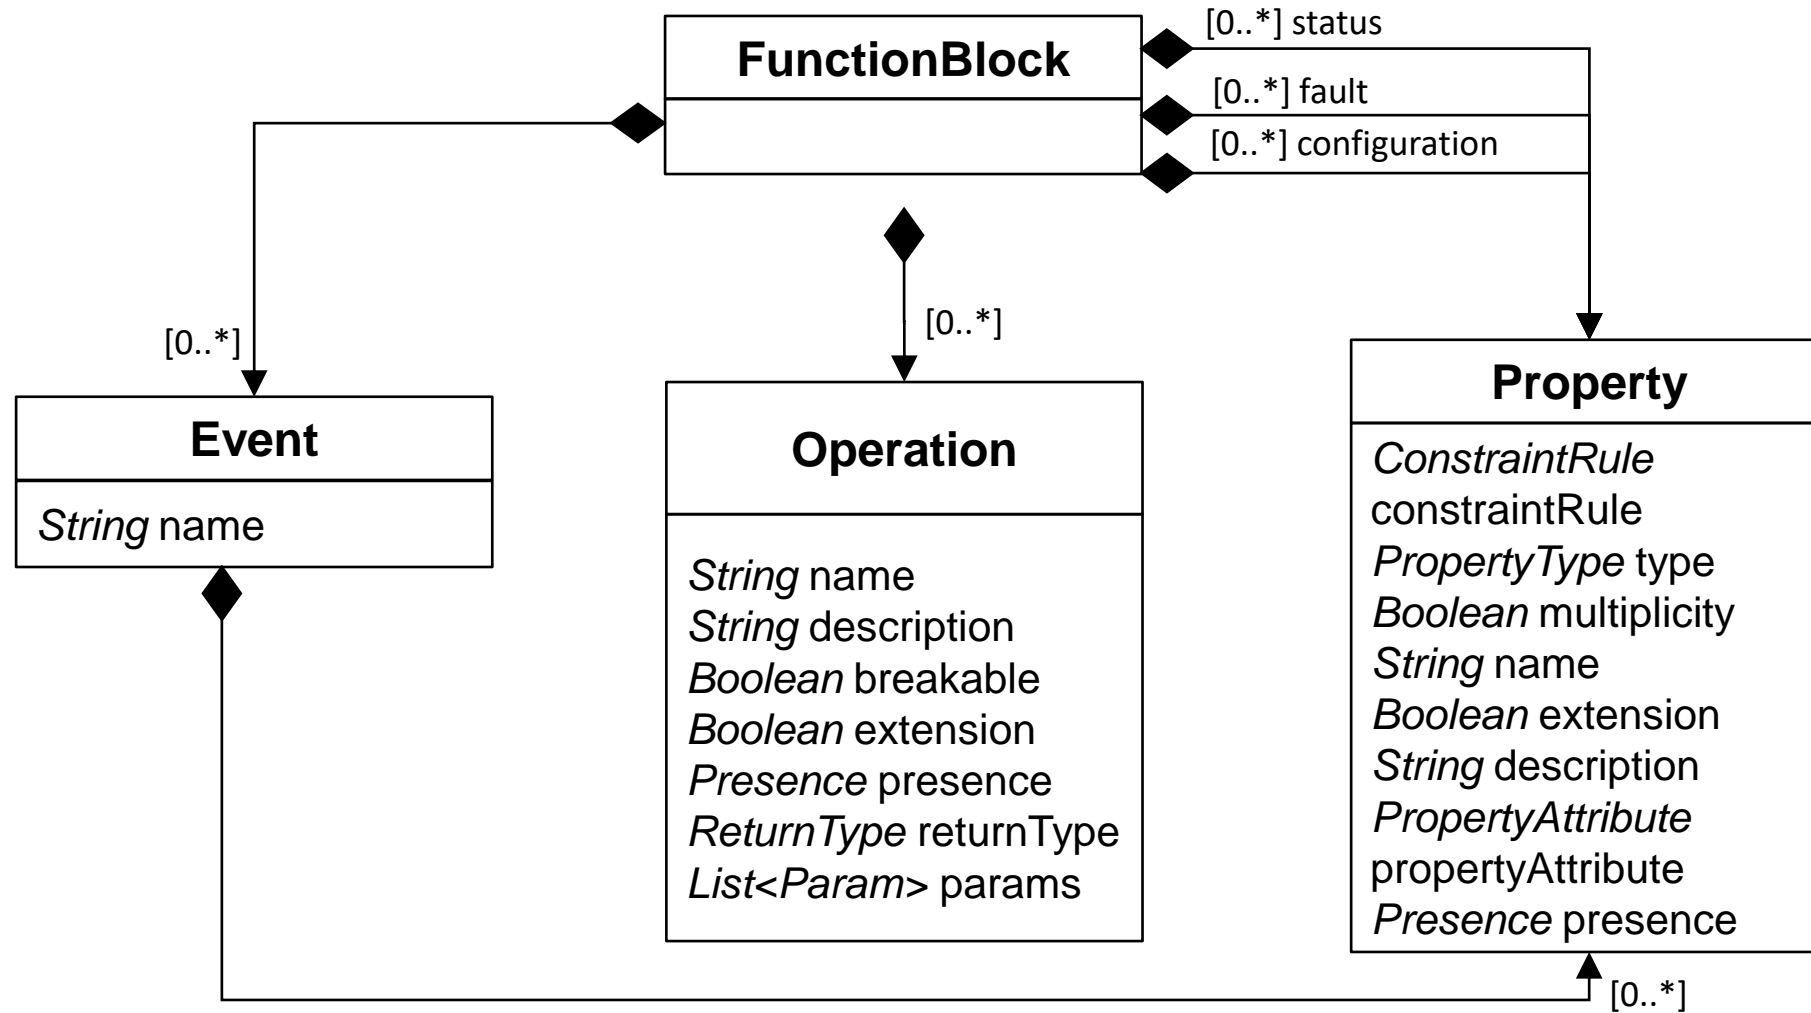 [0..*] status
FunctionBlock
[0..*] fault
[0..*] configuration
[0..*]
[0..*]
Event
String name
Operation
String name
String description
Boolean breakable
Boolean extension
Presence presence
ReturnType returnType
List<Param> params
Property
ConstraintRule
constraintRule
PropertyType type
Boolean multiplicity
String name
Boolean extension
String description
PropertyAttribute
propertyAttribute
Presence presence
[0..*]